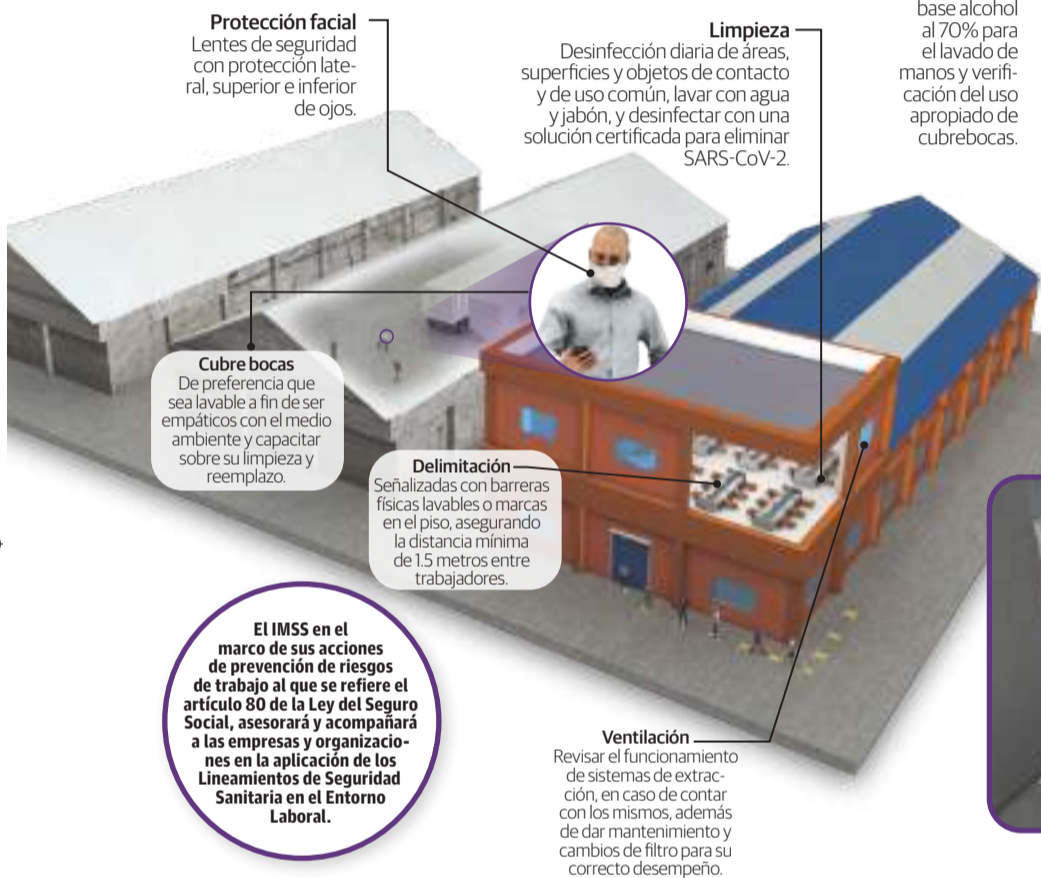 Protección facial
Lentes de seguridad
con protección late-
ral, superior e inferior
de ojos.
Limpieza
Desinfección diaria de áreas,
superficies y objetos de contacto
y de uso común, lavar con agua
y jabón, y desinfectar con una
solución certificada para eliminar
SARS-CoV-2.
base alcohol
al 70% para
el lavado de
manos y verifi-
cación del uso
apropiado de
cubrebocas.
Cubre bocas
De preferencia que
sea lavable a fin de ser
empáticos con el medio
ambiente y capacitar
sobre su limpieza y
reemplazo.
Delimitación
Señalizadas con barreras
físicas lavables o marcas
en el piso, asegurando
la distancia mínima
de 1.5 metros entre
trabajadores.
El IMSS en el
marco de sus acciones
de prevención de riesgos
de trabajo al que se refiere el
artículo 80 de la Ley del Seguro
Social, asesorará y acompañará
a las empresas y organizacio-
nes en la aplicación de los
Lineamientos de Seguridad
Sanitaria en el Entorno
Laboral.
Ventilación
Revisar el funcionamiento
de sistemas de extrac-
ción, en caso de contar
con los mismos, además
de dar mantenimiento y
cambios de filtro para su
correcto desempeño.